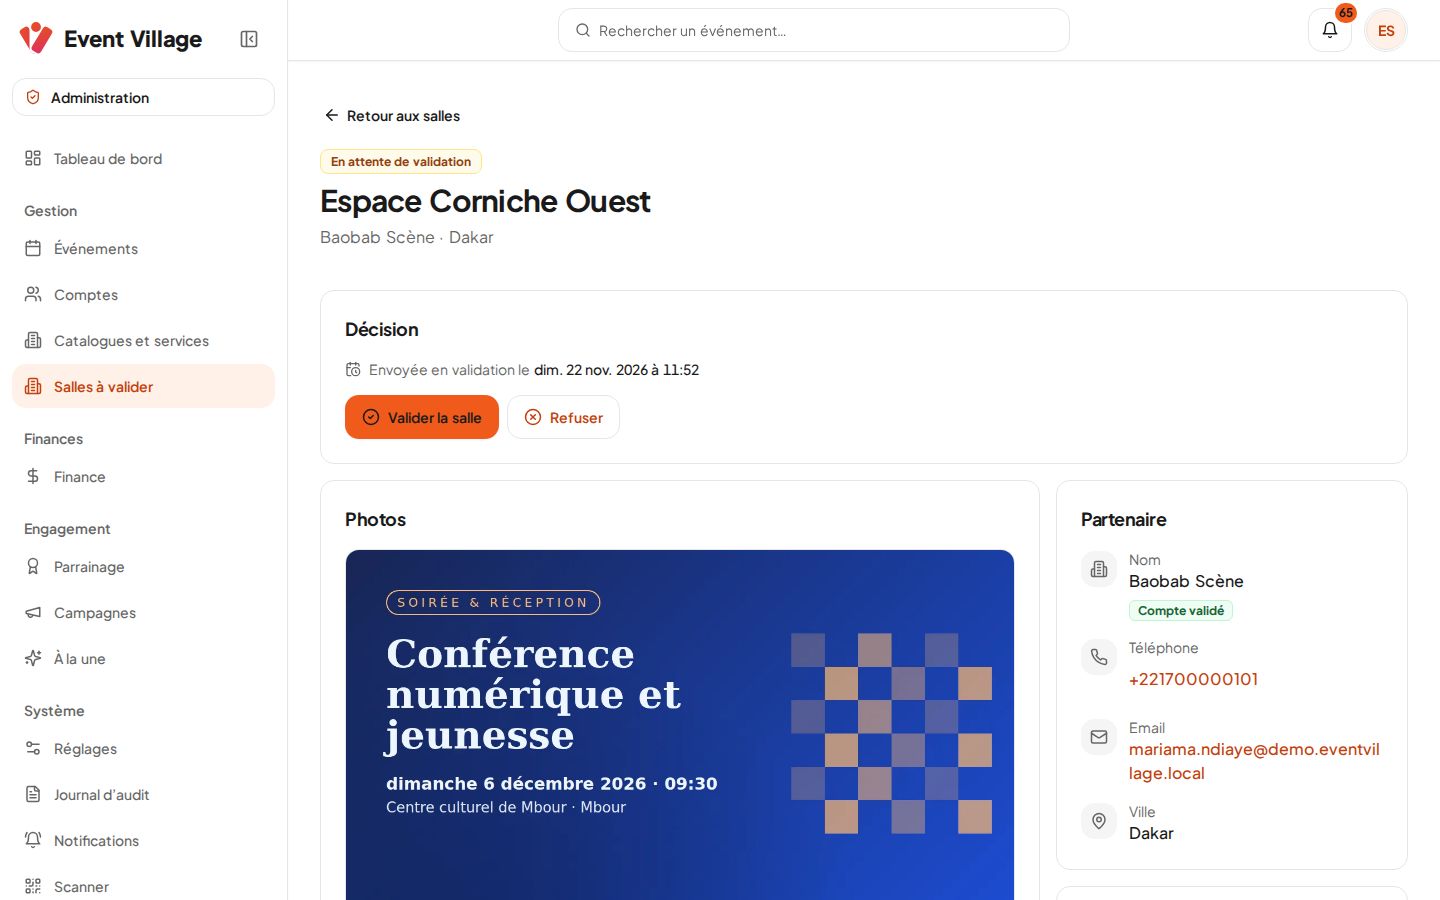 Event Village
Administration
Tableau de bord
Gestion
Événements
Comptes
Catalogues et services
Salles à valider
Finances
Finance
Engagement
Parrainage
Campagnes
À la une
Système
Réglages
Journal d’audit
Notifications
Scanner
Rechercher un événement…
65
ES
Retour aux salles
En attente de validation
Espace Corniche Ouest
Baobab Scène · Dakar
Décision
Envoyée en validation le dim. 22 nov. 2026 à 11:52
Valider la salle
Refuser
Photos
SOIRÉE & RÉCEPTION
Conférence
numérique et
jeunesse
dimanche 6 décembre 2026 · 09:30
Centre culturel de Mbour · Mbour
Partenaire
Nom
Baobab Scène
Compte validé
Téléphone
+221700000101
Email
mariama.ndiaye@demo.eventvil
lage.local
Ville
Dakar